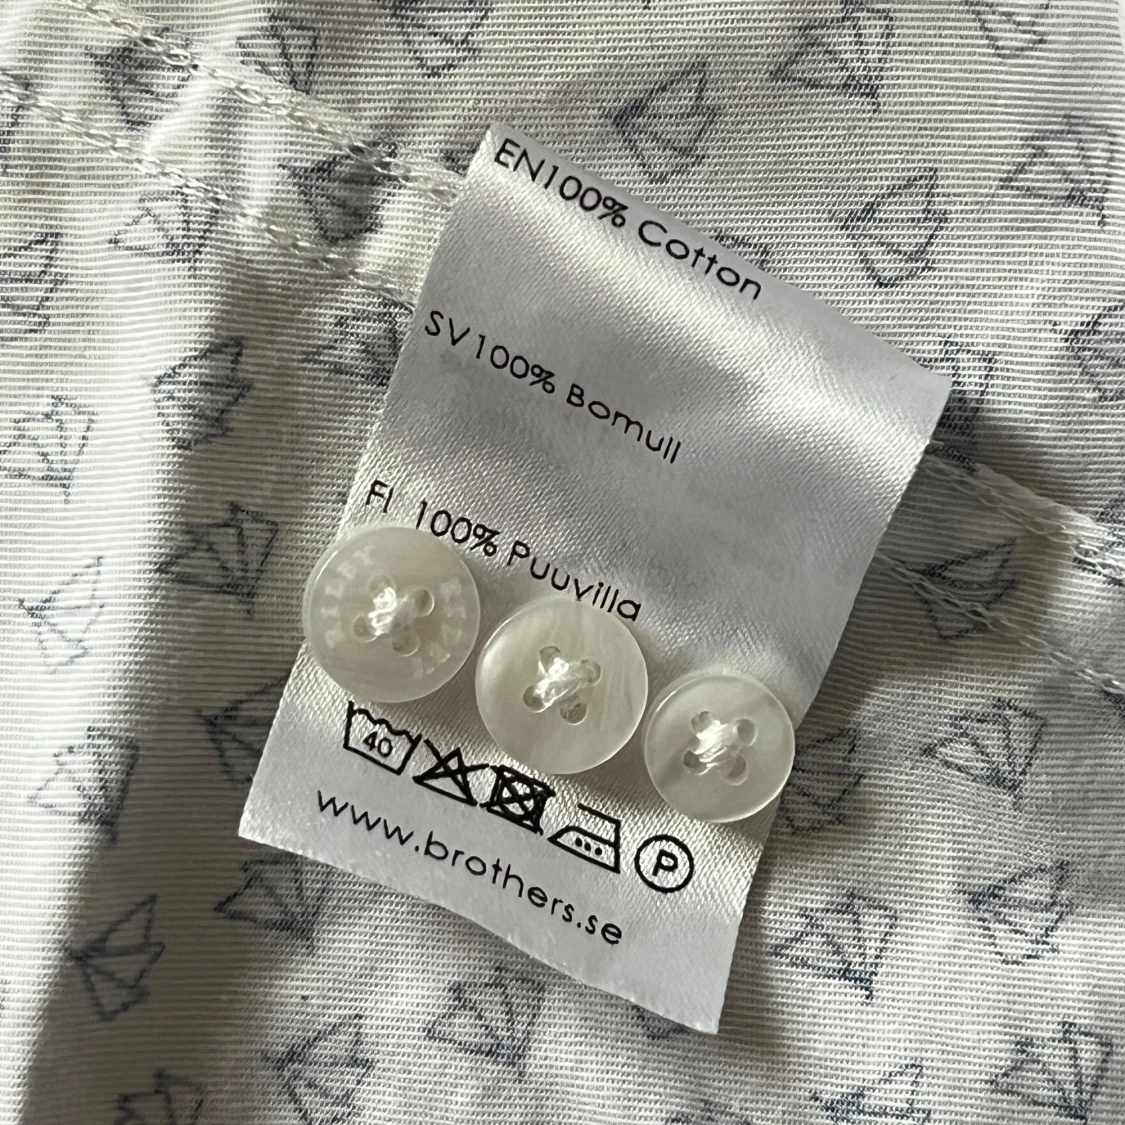 EN100% Cotton
SV100% Bomull
FI 100% Puuvilla
40
P
www.brothers.se